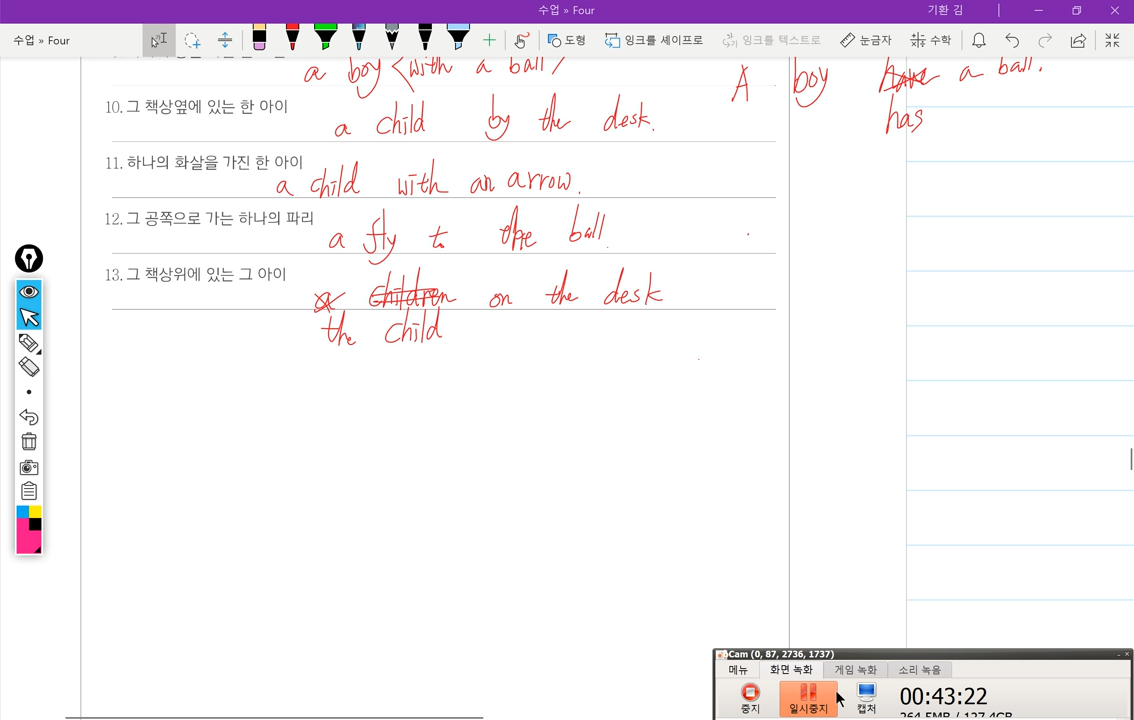 수업 » Four
기환 김
수업 » Four
도형
잉크를 셰이프로
잉크를 텍스트로
눈금자
수학
a boy <with a ball>
A boy have a ball.
has
10. 그 책상옆에 있는 한 아이
a child by the desk.
11. 하나의 화살을 가진 한 아이
a child with an arrow.
12. 그 공쪽으로 가는 하나의 파리
a fly to the ball
13. 그 책상위에 있는 그 아이
a children on the desk
the child
oCam (0, 87, 2736, 1737)
메뉴 화면 녹화 게임 녹화 소리 녹음
중지 일시중지 캡처
00:43:22
264.5MB / 127.4GB